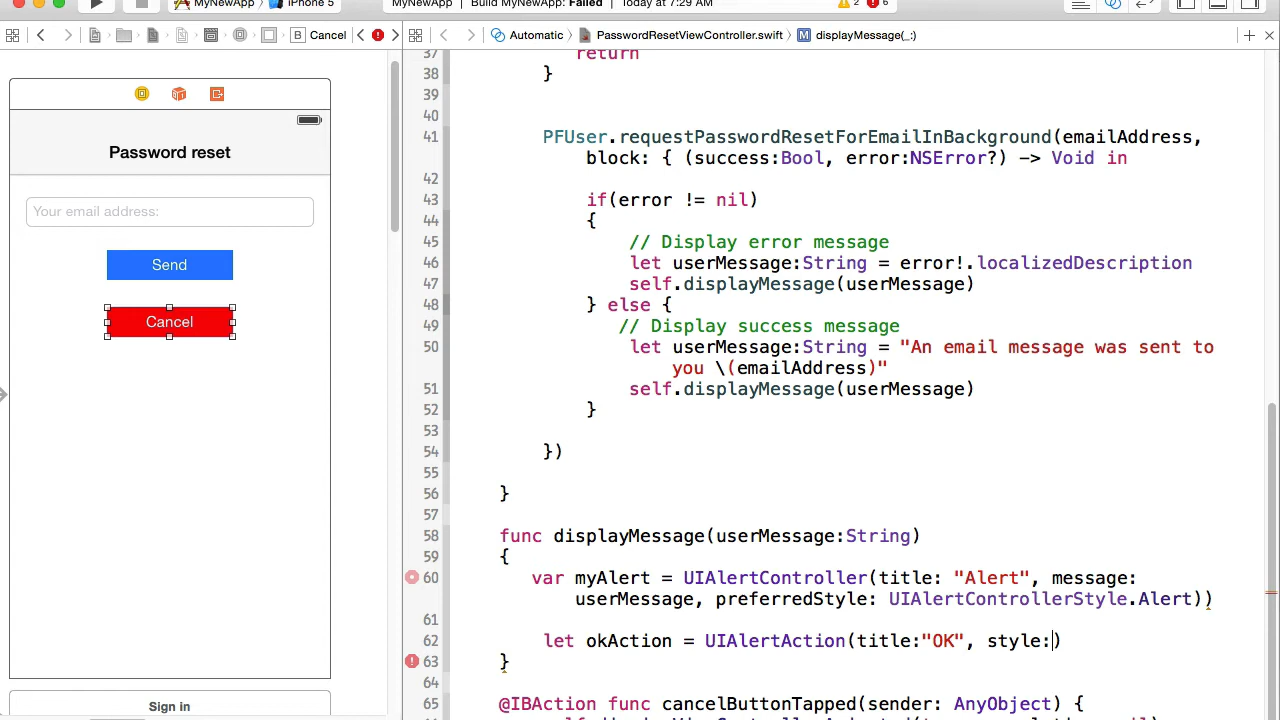 MyNewApp iPhone 5 MyNewApp Build MyNewApp: Failed Today at 7:29 AM 2 6
B Cancel Automatic PasswordResetViewController.swift M displayMessage(_:)
Password reset
Your email address:
Send
Cancel
Sign in
37 return
38 }
39
40
41 PFUser.requestPasswordResetForEmailInBackground(emailAddress,
block: { (success:Bool, error:NSError?) -> Void in
42
43 if(error != nil)
44 {
45 // Display error message
46 let userMessage:String = error!.localizedDescription
47 self.displayMessage(userMessage)
48 } else {
49 // Display success message
50 let userMessage:String = "An email message was sent to
you \(emailAddress)"
51 self.displayMessage(userMessage)
52 }
53
54 })
55
56 }
57
58 func displayMessage(userMessage:String)
59 {
60 var myAlert = UIAlertController(title: "Alert", message:
userMessage, preferredStyle: UIAlertControllerStyle.Alert))
61
62 let okAction = UIAlertAction(title:"OK", style:)
63 }
64
65 @IBAction func cancelButtonTapped(sender: AnyObject) {